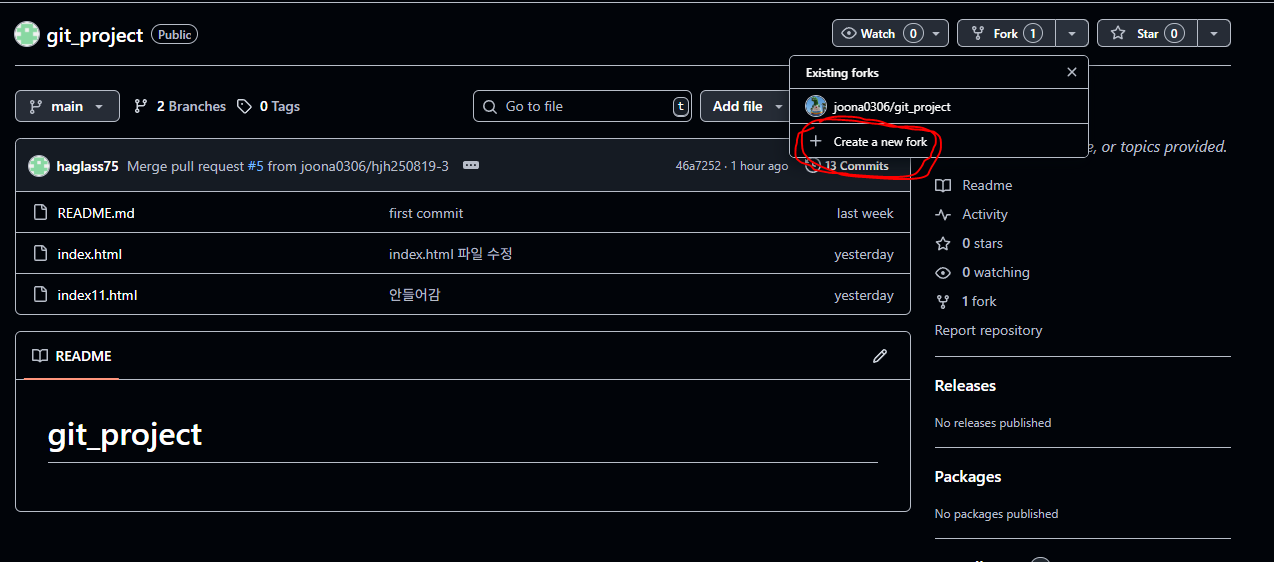 git_project Public
Watch 0 Fork 1 Star 0
Existing forks
joona0306/git_project
Create a new fork
main 2 Branches 0 Tags Go to file t Add file
e, or topics provided.
haglass75 Merge pull request #5 from joona0306/hjh250819-3 46a7252 · 1 hour ago 13 Commits
README.md first commit last week
index.html index.html 파일 수정 yesterday
index11.html 안들어감 yesterday
README
git_project
Readme
Activity
0 stars
0 watching
1 fork
Report repository
Releases
No releases published
Packages
No packages published